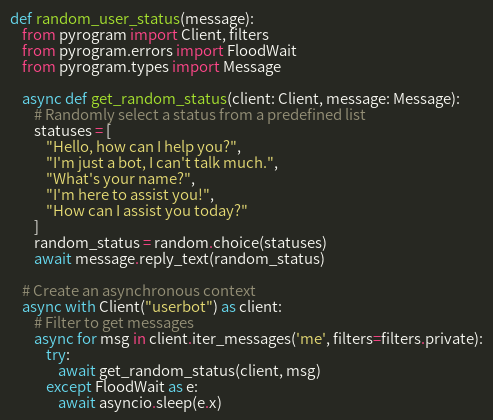 def random_user_status(message):
from pyrogram import Client, filters
from pyrogram.errors import FloodWait
from pyrogram.types import Message
async def get_random_status(client: Client, message: Message):
# Randomly select a status from a predefined list
statuses = [
"Hello, how can I help you?",
"I'm just a bot, I can't talk much.",
"What's your name?",
"I'm here to assist you!",
"How can I assist you today?"
]
random_status = random.choice(statuses)
await message.reply_text(random_status)
# Create an asynchronous context
async with Client("userbot") as client:
# Filter to get messages
async for msg in client.iter_messages('me', filters=filters.private):
try:
await get_random_status(client, msg)
except FloodWait as e:
await asyncio.sleep(e.x)